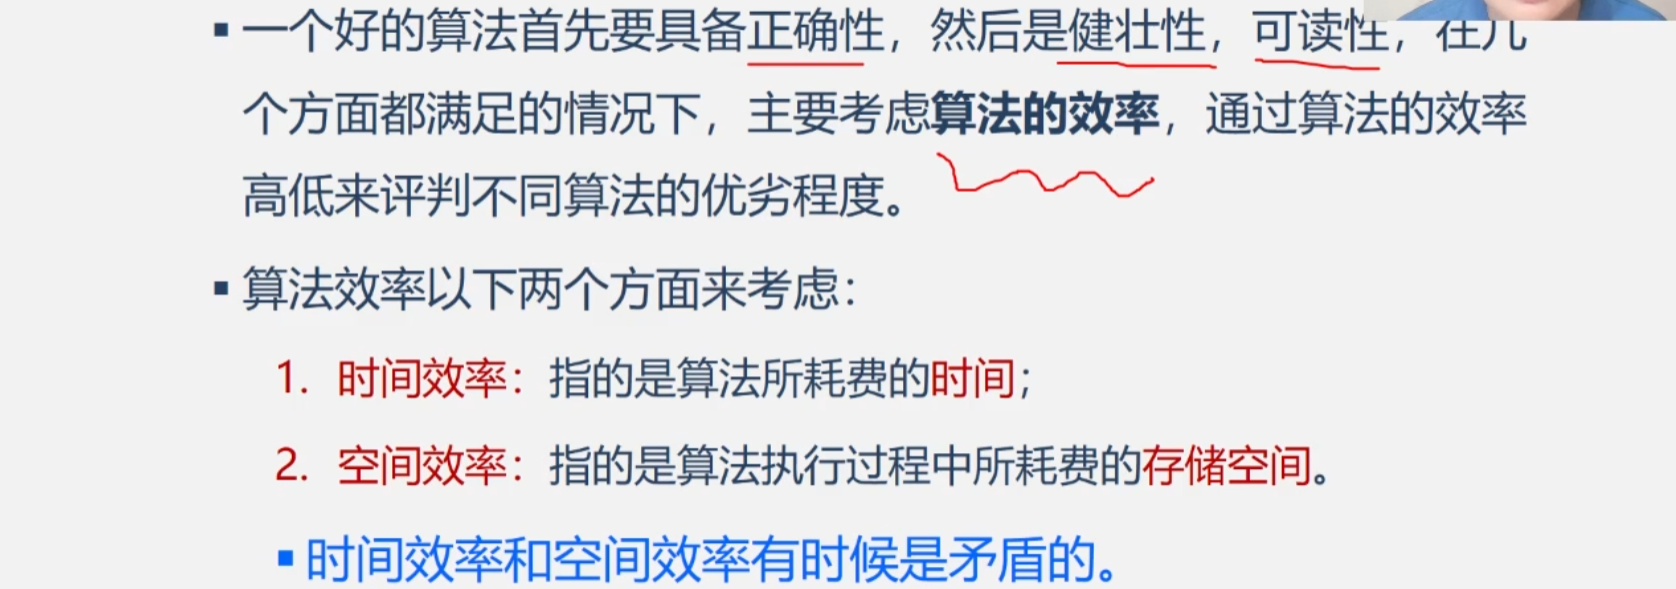 ▪ 一个好的算法首先要具备正确性，然后是健壮性，可读性，在几
个方面都满足的情况下，主要考虑算法的效率，通过算法的效率
高低来评判不同算法的优劣程度。
▪ 算法效率以下两个方面来考虑：
1. 时间效率：指的是算法所耗费的时间；
2. 空间效率：指的是算法执行过程中所耗费的存储空间。
▪ 时间效率和空间效率有时候是矛盾的。